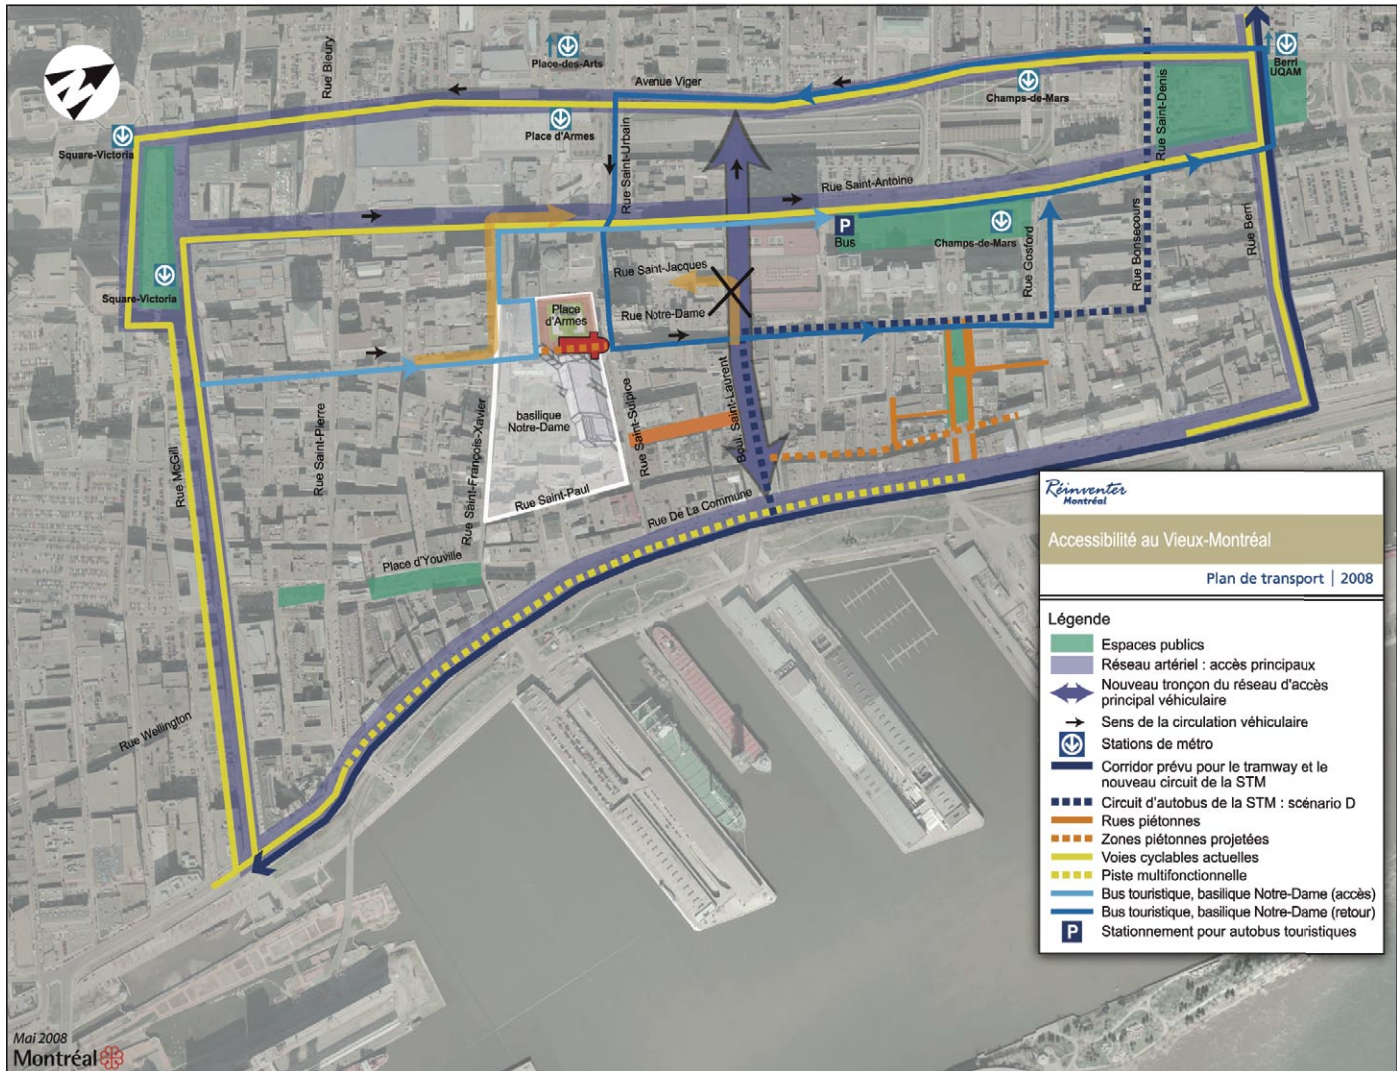 Place-des-Arts
Berri
UQAM
Rue Bleury
Avenue Viger
Champs-de-Mars
Rue Saint-Denis
Place d'Armes
Square-Victoria
Rue Saint-Urbain
Rue Saint-Antoine
P
Bus
Champs-de-Mars
Rue Gosford
Rue Bonsecours
Rue Berri
Rue Saint-Jacques
Square-Victoria
Rue Notre-Dame
Place
d'Armes
Boul. Saint-Laurent
Rue Saint-Sulpice
basilique
Notre-Dame
Rue Saint-François-Xavier
Rue Saint-Pierre
Rue McGill
Rue Saint-Paul
Rue De La Commune
Place d'Youville
Rue Wellington
Réinventer
Montréal
Accessibilité au Vieux-Montréal
Plan de transport | 2008
Légende
Espaces publics
Réseau artériel : accès principaux
Nouveau tronçon du réseau d'accès
principal véhiculaire
Sens de la circulation véhiculaire
Stations de métro
Corridor prévu pour le tramway et le
nouveau circuit de la STM
Circuit d'autobus de la STM : scénario D
Rues piétonnes
Zones piétonnes projetées
Voies cyclables actuelles
Piste multifonctionnelle
Bus touristique, basilique Notre-Dame (accès)
Bus touristique, basilique Notre-Dame (retour)
P Stationnement pour autobus touristiques
Mai 2008
Montréal